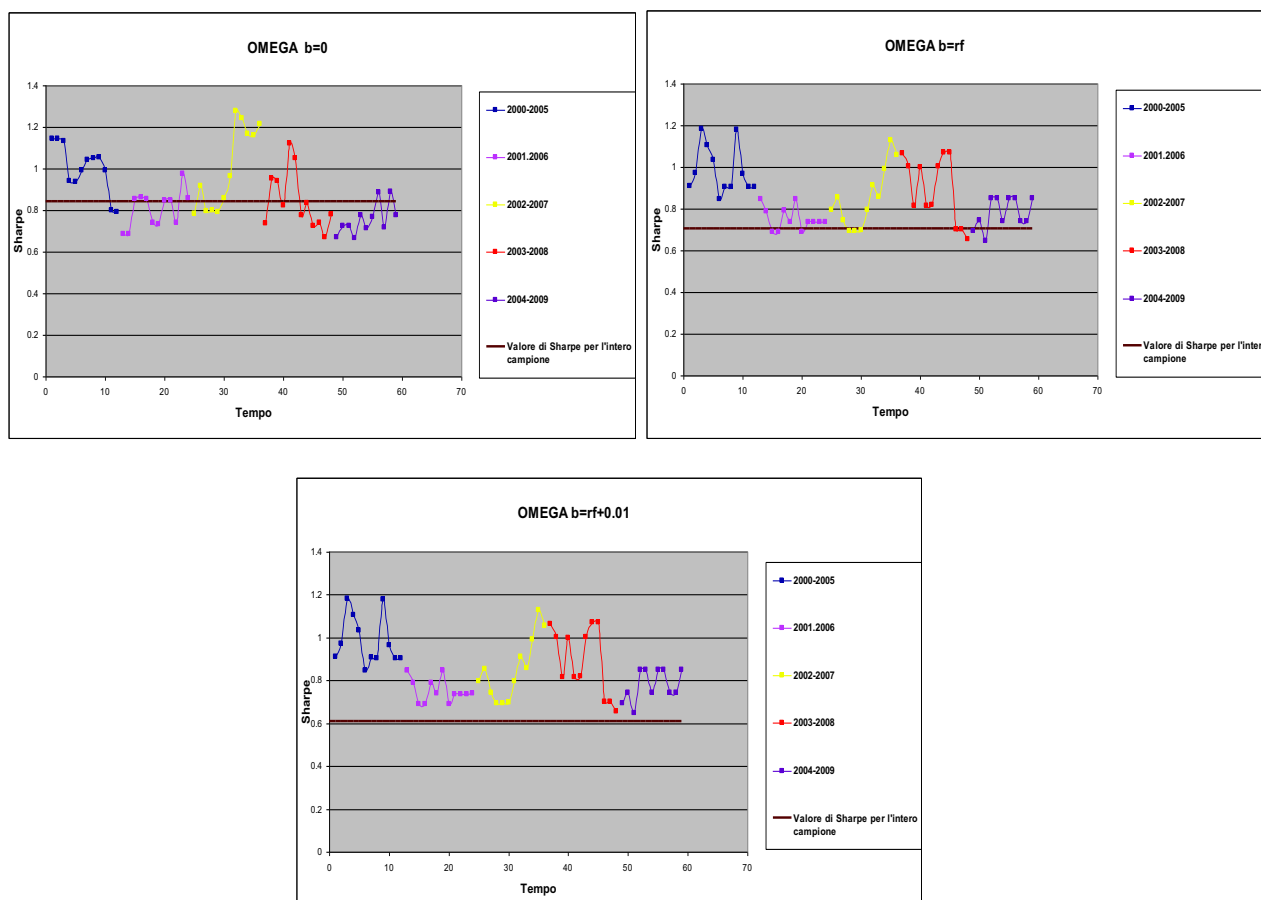 OMEGA b=0
1.4
1.2
1
0.8
0.6
0.4
0.2
0
Sharpe
0 10 20 30 40 50 60 70
Tempo
2000-2005
2001.2006
2002-2007
2003-2008
2004-2009
Valore di Sharpe per l'intero
campione
OMEGA b=rf
1.4
1.2
1
0.8
0.6
0.4
0.2
0
Sharpe
0 10 20 30 40 50 60 70
Tempo
2000-2005
2001.2006
2002-2007
2003-2008
2004-2009
Valore di Sharpe per l'inter
campione
OMEGA b=rf+0.01
1.4
1.2
1
0.8
0.6
0.4
0.2
0
Sharpe
0 10 20 30 40 50 60 70
Tempo
2000-2005
2001.2006
2002-2007
2003-2008
2004-2009
Valore di Sharpe per l'intero
campione